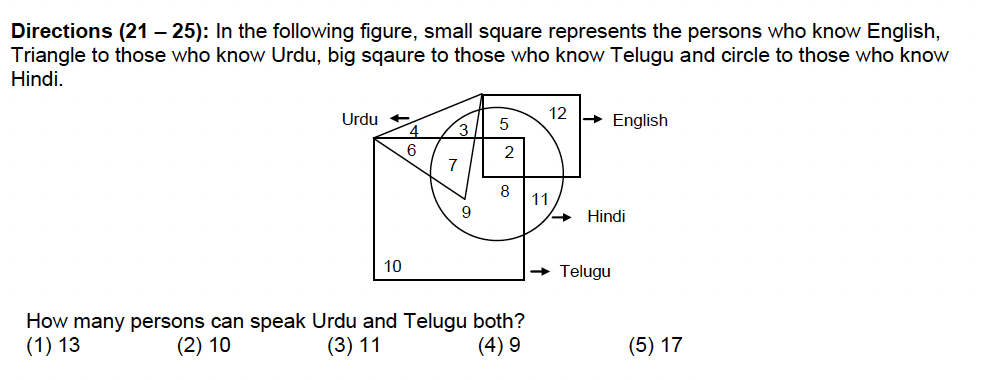 Directions (21 – 25): In the following figure, small square represents the persons who know English,
Triangle to those who know Urdu, big sqaure to those who know Telugu and circle to those who know
Hindi.
12
Urdu
5
English
4
3
6
2
7
8
11
9
Hindi
10
Telugu
How many persons can speak Urdu and Telugu both?
(1) 13 (2) 10 (3) 11 (4) 9 (5) 17